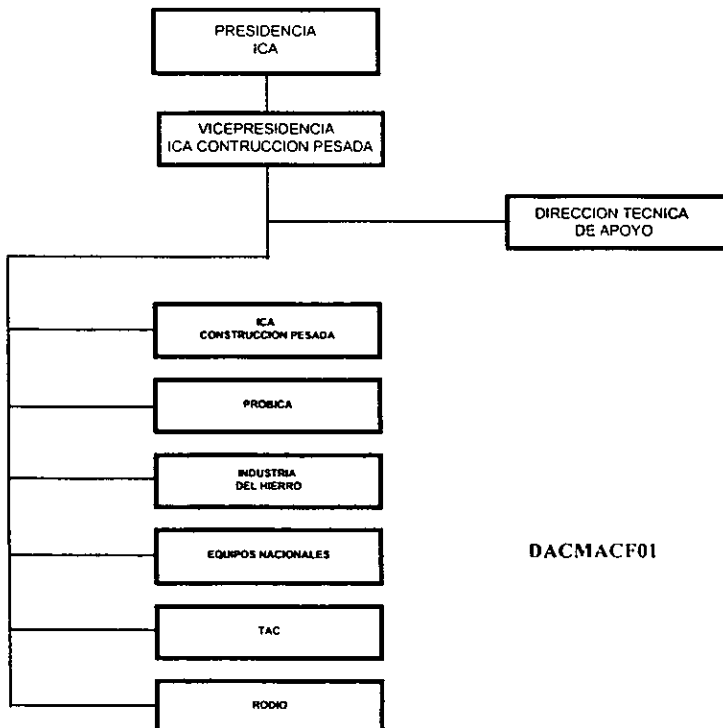 PRESIDENCIA
ICA
VICEPRESIDENCIA
ICA CONTRUCCION PESADA
DIRECCION TECNICA
DE APOYO
ICA
CONSTRUCCION PESADA
PROBICA
INDUSTRIA
DEL HIERRO
EQUIPOS NACIONALES
DACMACF01
TAC
RODIO